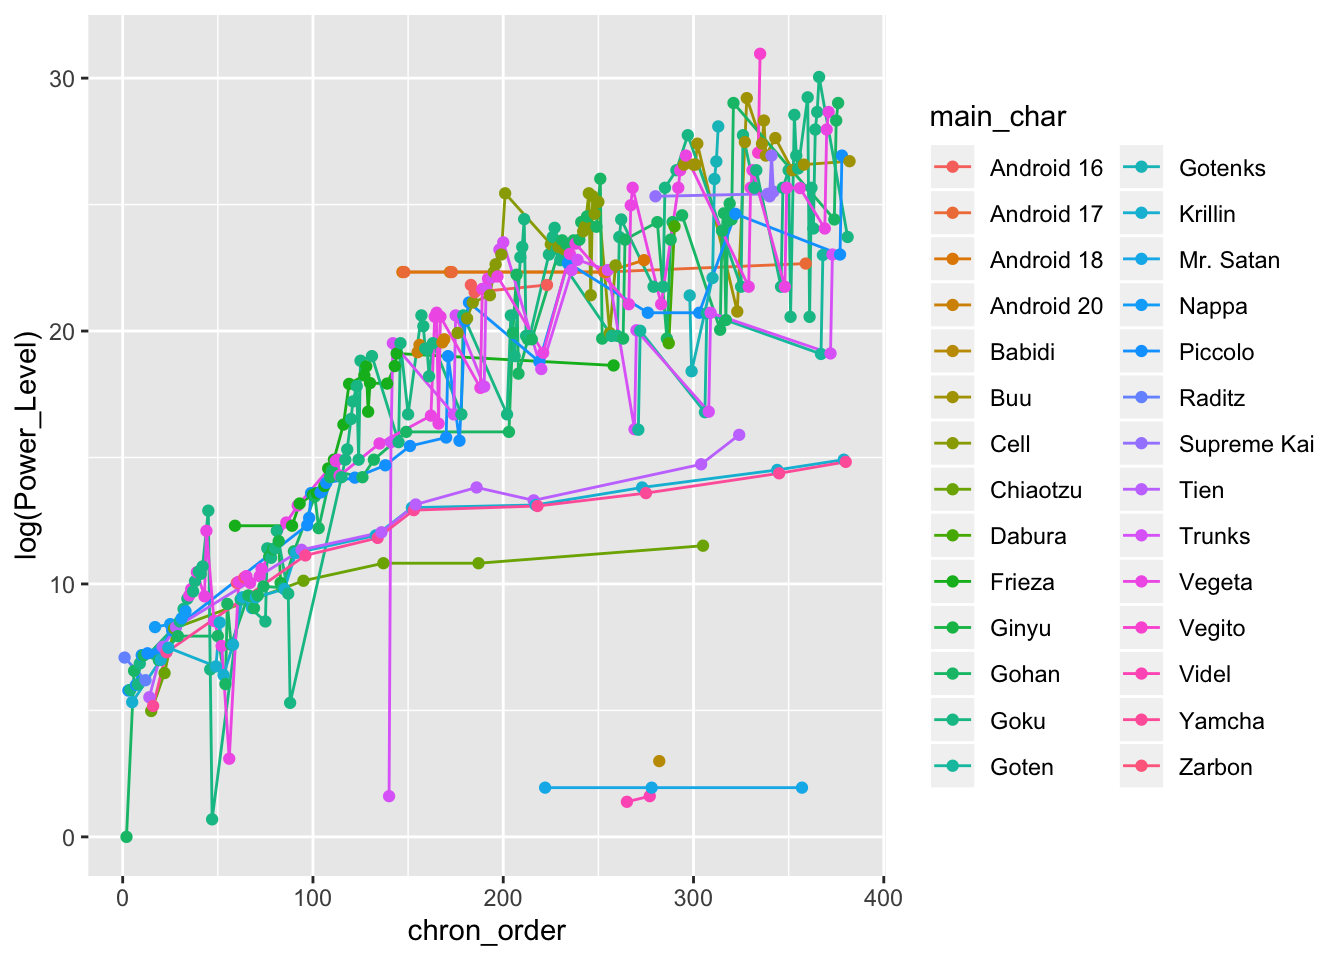 30
20
10
0
log(Power_Level)
0 100 200 300 400
chron_order
main_char
Android 16
Android 17
Android 18
Android 20
Babidi
Buu
Cell
Chiaotzu
Dabura
Frieza
Ginyu
Gohan
Goku
Goten
Gotenks
Krillin
Mr. Satan
Nappa
Piccolo
Raditz
Supreme Kai
Tien
Trunks
Vegeta
Vegito
Videl
Yamcha
Zarbon